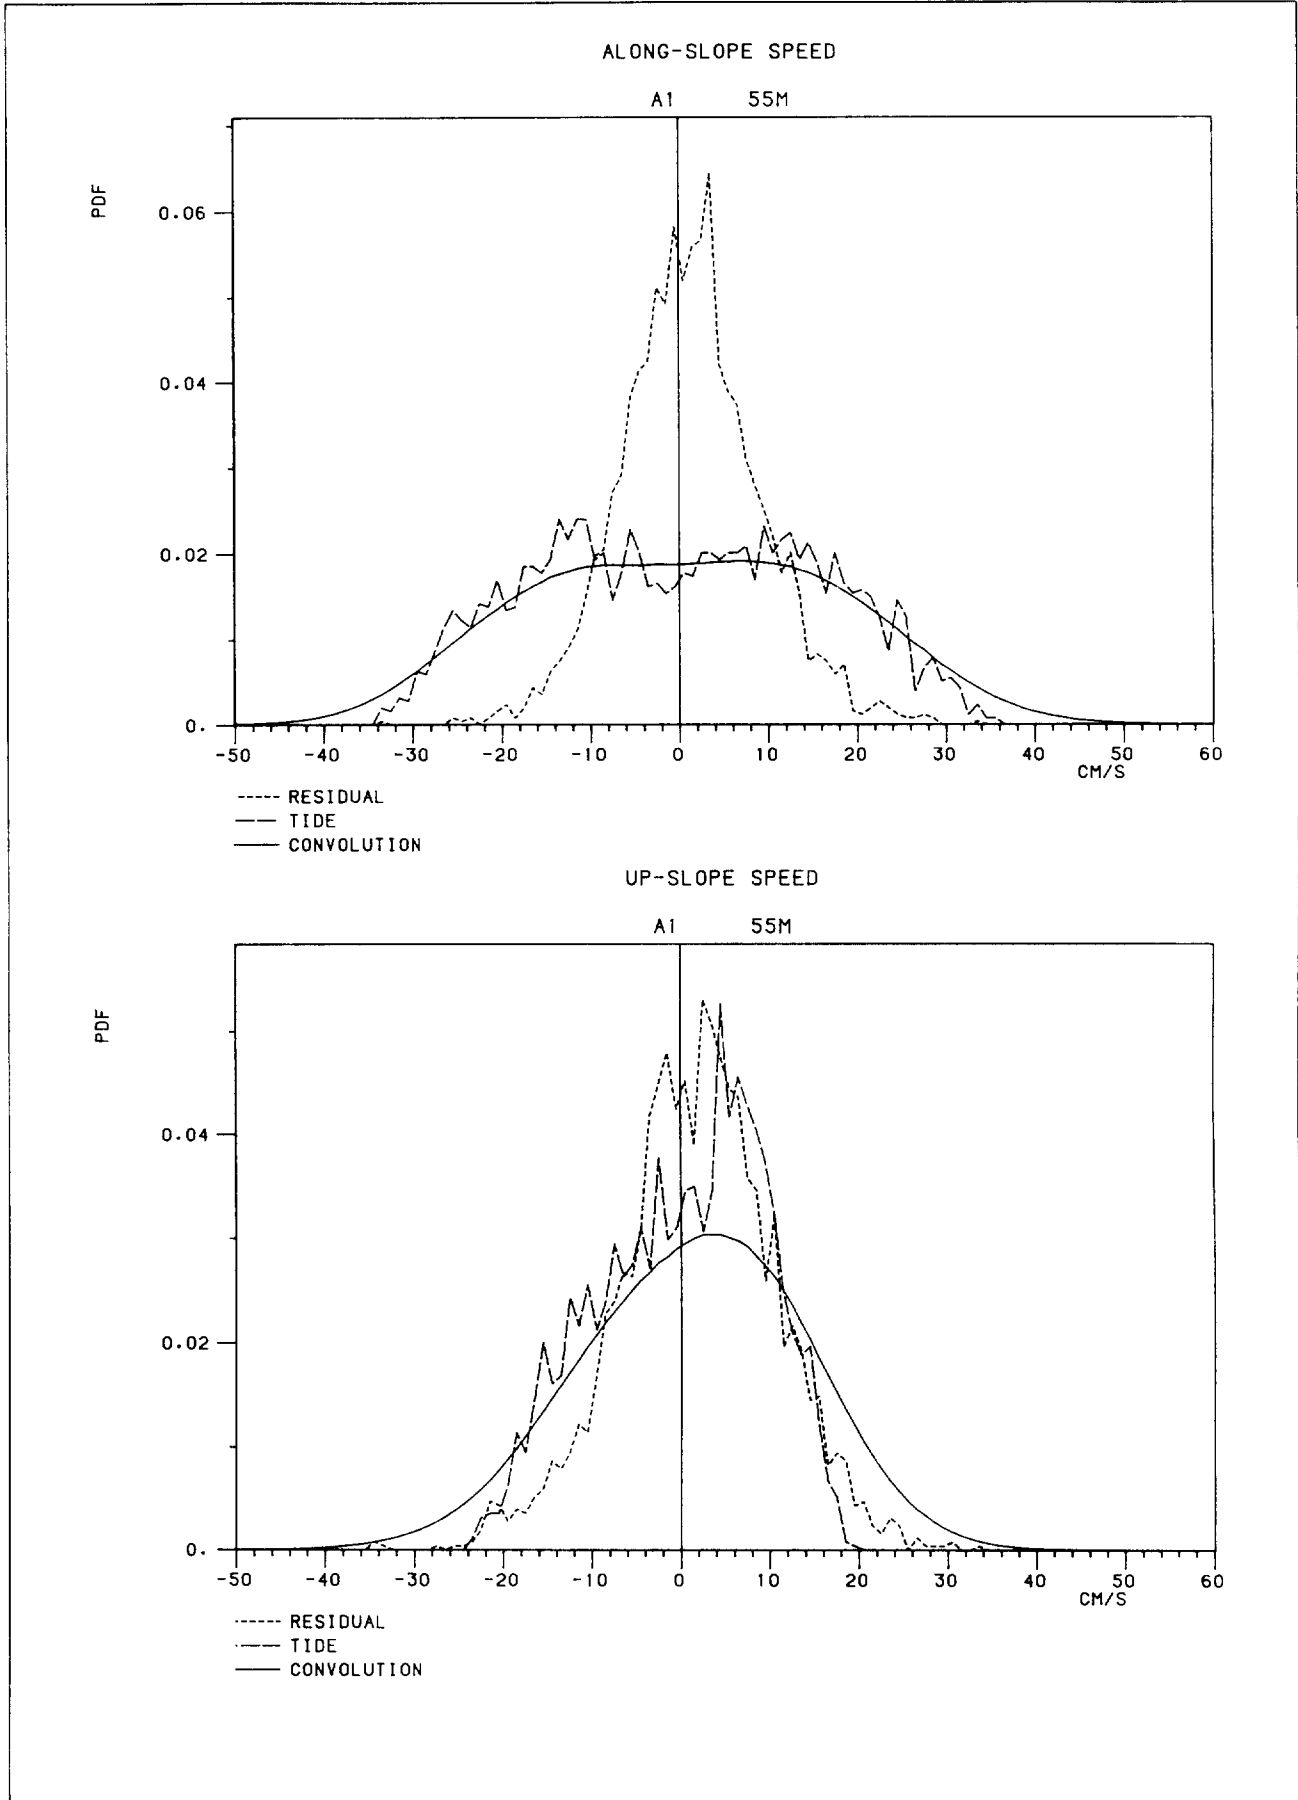 ALONG-SLOPE SPEED
A1 55M
PDF
0.06
0.04
0.02
0.
-50 -40 -30 -20 -10 0 10 20 30 40 50 60
CM/S
RESIDUAL
TIDE
CONVOLUTION
UP-SLOPE SPEED
A1 55M
PDF
0.04
0.02
0.
-50 -40 -30 -20 -10 0 10 20 30 40 50 60
CM/S
RESIDUAL
TIDE
CONVOLUTION